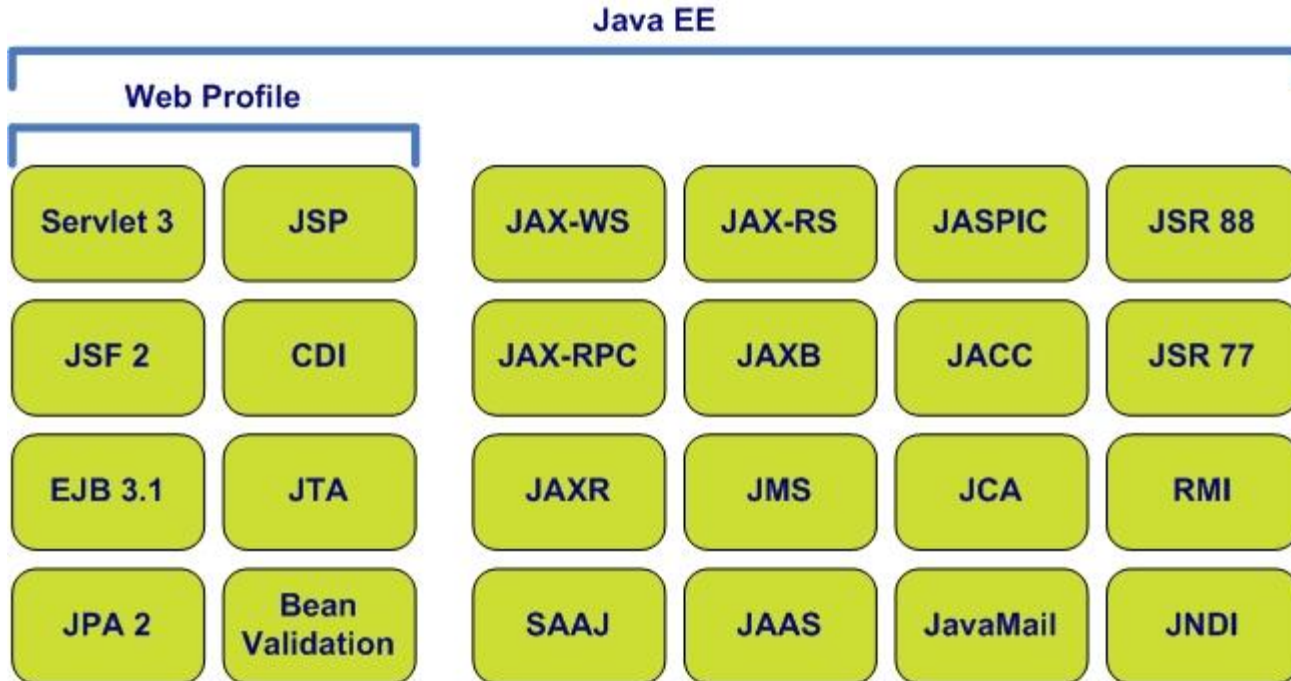 Java EE
Web Profile
Servlet 3
JSP
JAX-WS
JAX-RS
JASPIC
JSR 88
JSF 2
CDI
JAX-RPC
JAXB
JACC
JSR 77
EJB 3.1
JTA
JAXR
JMS
JCA
RMI
JPA 2
Bean
Validation
SAAJ
JAAS
JavaMail
JNDI